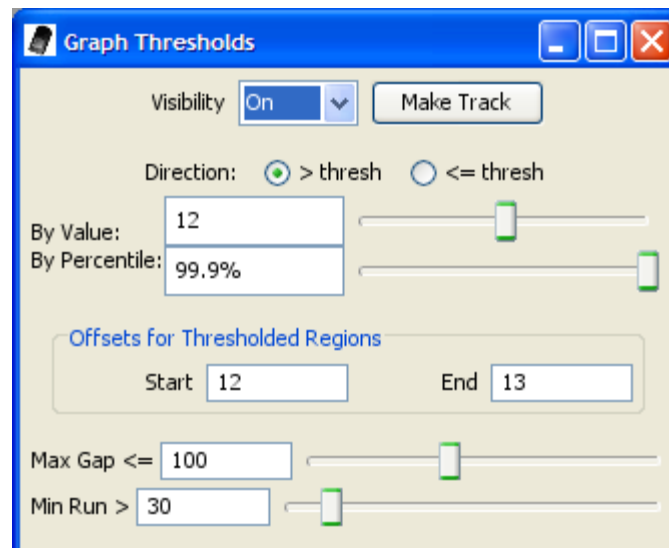 Graph Thresholds
Visibility On Make Track
Direction: > thresh <= thresh
By Value: 12
By Percentile: 99.9%
Offsets for Thresholded Regions
Start 12 End 13
Max Gap <= 100
Min Run > 30